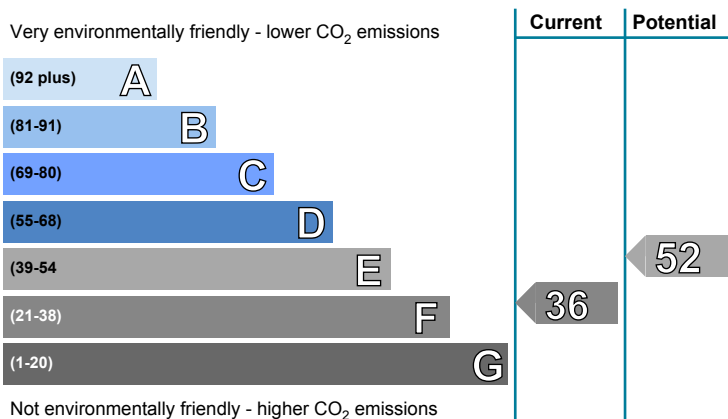 Current Potential
Very environmentally friendly - lower CO2 emissions
(92 plus) A
(81-91) B
(69-80) C
(55-68) D
(39-54 E
52
(21-38) F
36
(1-20) G
Not environmentally friendly - higher CO2 emissions